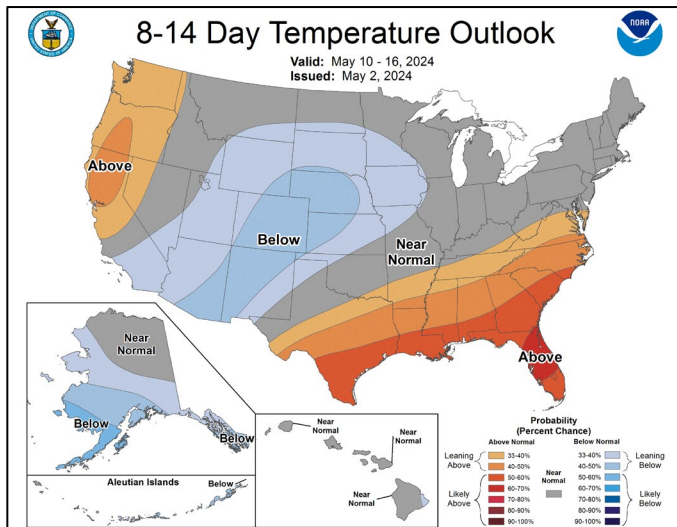 8-14 Day Temperature Outlook
Valid: May 10 - 16, 2024
Issued: May 2, 2024
NOAA
Above
Below
Near
Normal
Above
Near
Normal
Below
Below
Aleutian Islands
Below
Near
Normal
Near
Normal
Near
Normal
Probability
(Percent Chance)
Above Normal
Below Normal
Leaning
Above
33-40%
40-50%
Likely
Above
50-60%
60-70%
70-80%
80-90%
90-100%
Near
Normal
33-40%
40-50%
Leaning
Below
50-60%
60-70%
70-80%
80-90%
90-100%
Likely
Below